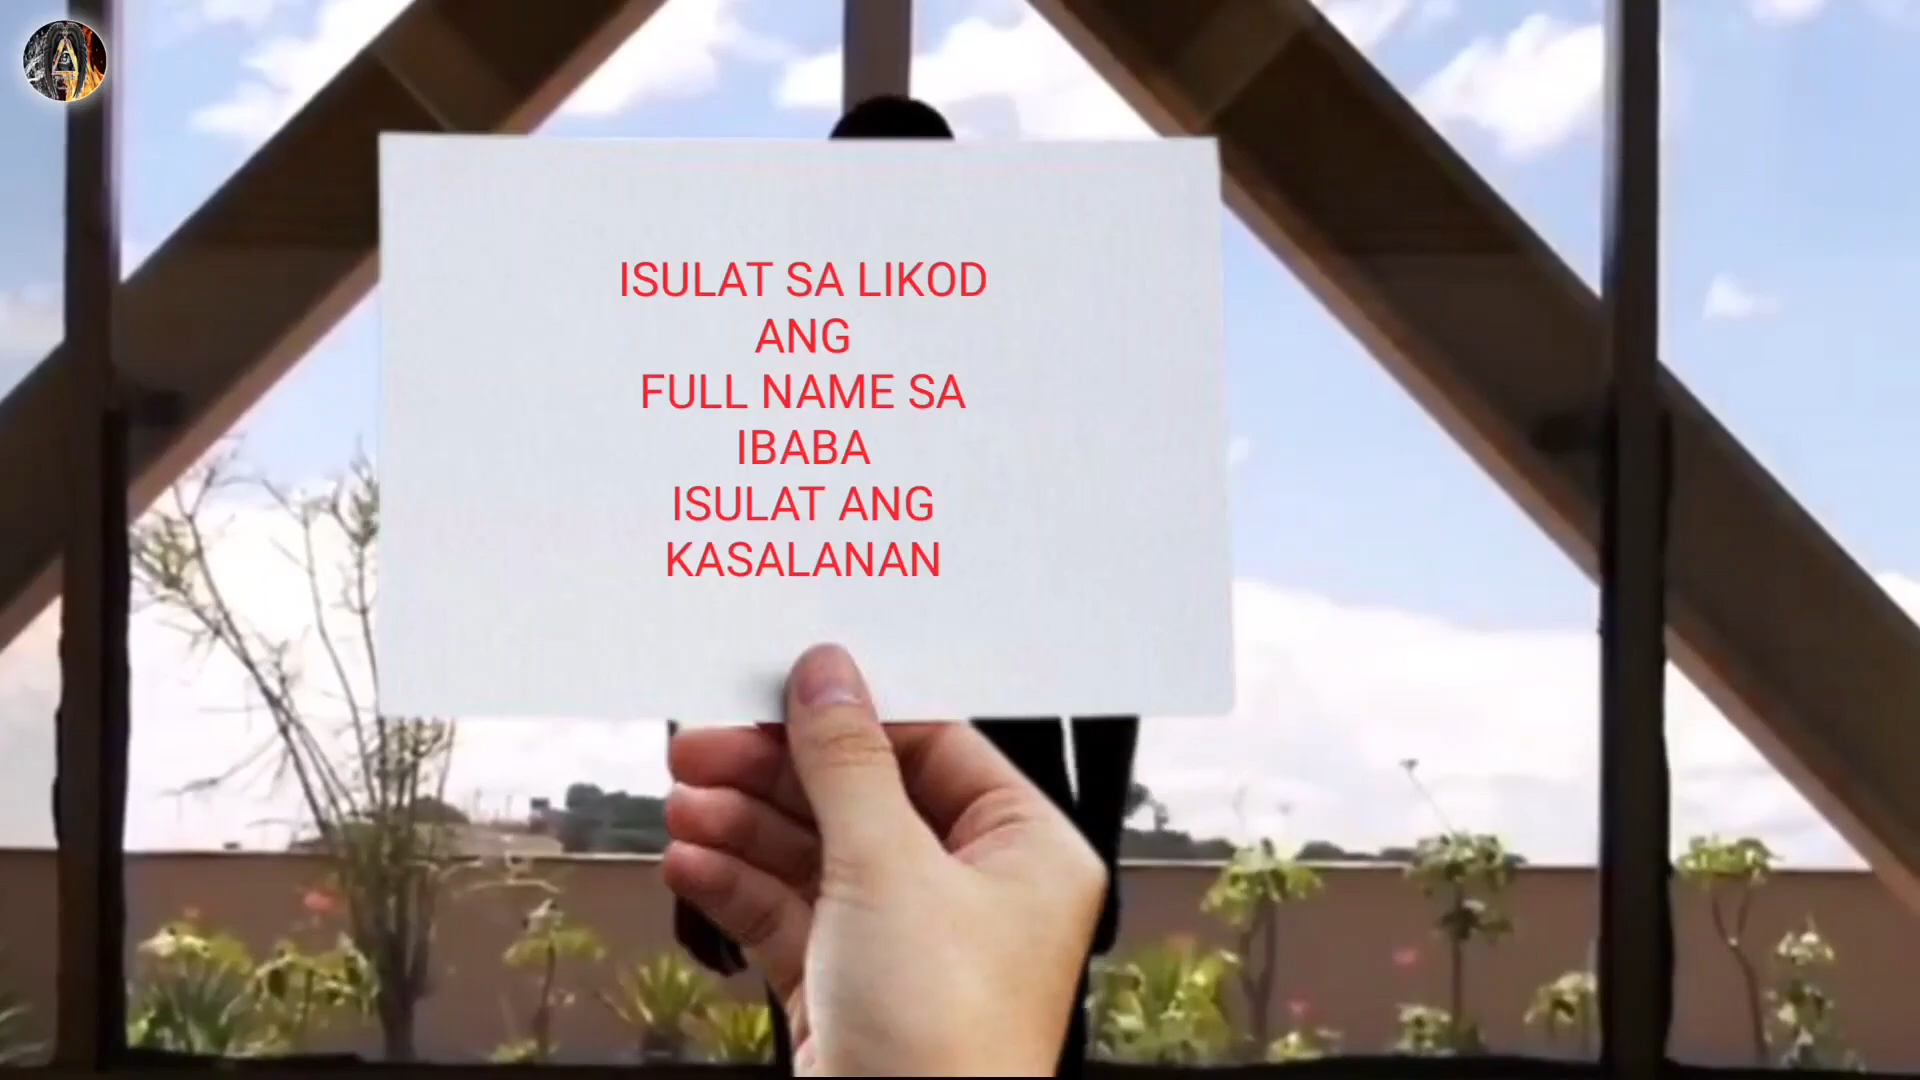 ISULAT SA LIKOD
ANG
FULL NAME SA
IBABA
ISULAT ANG
KASALANAN